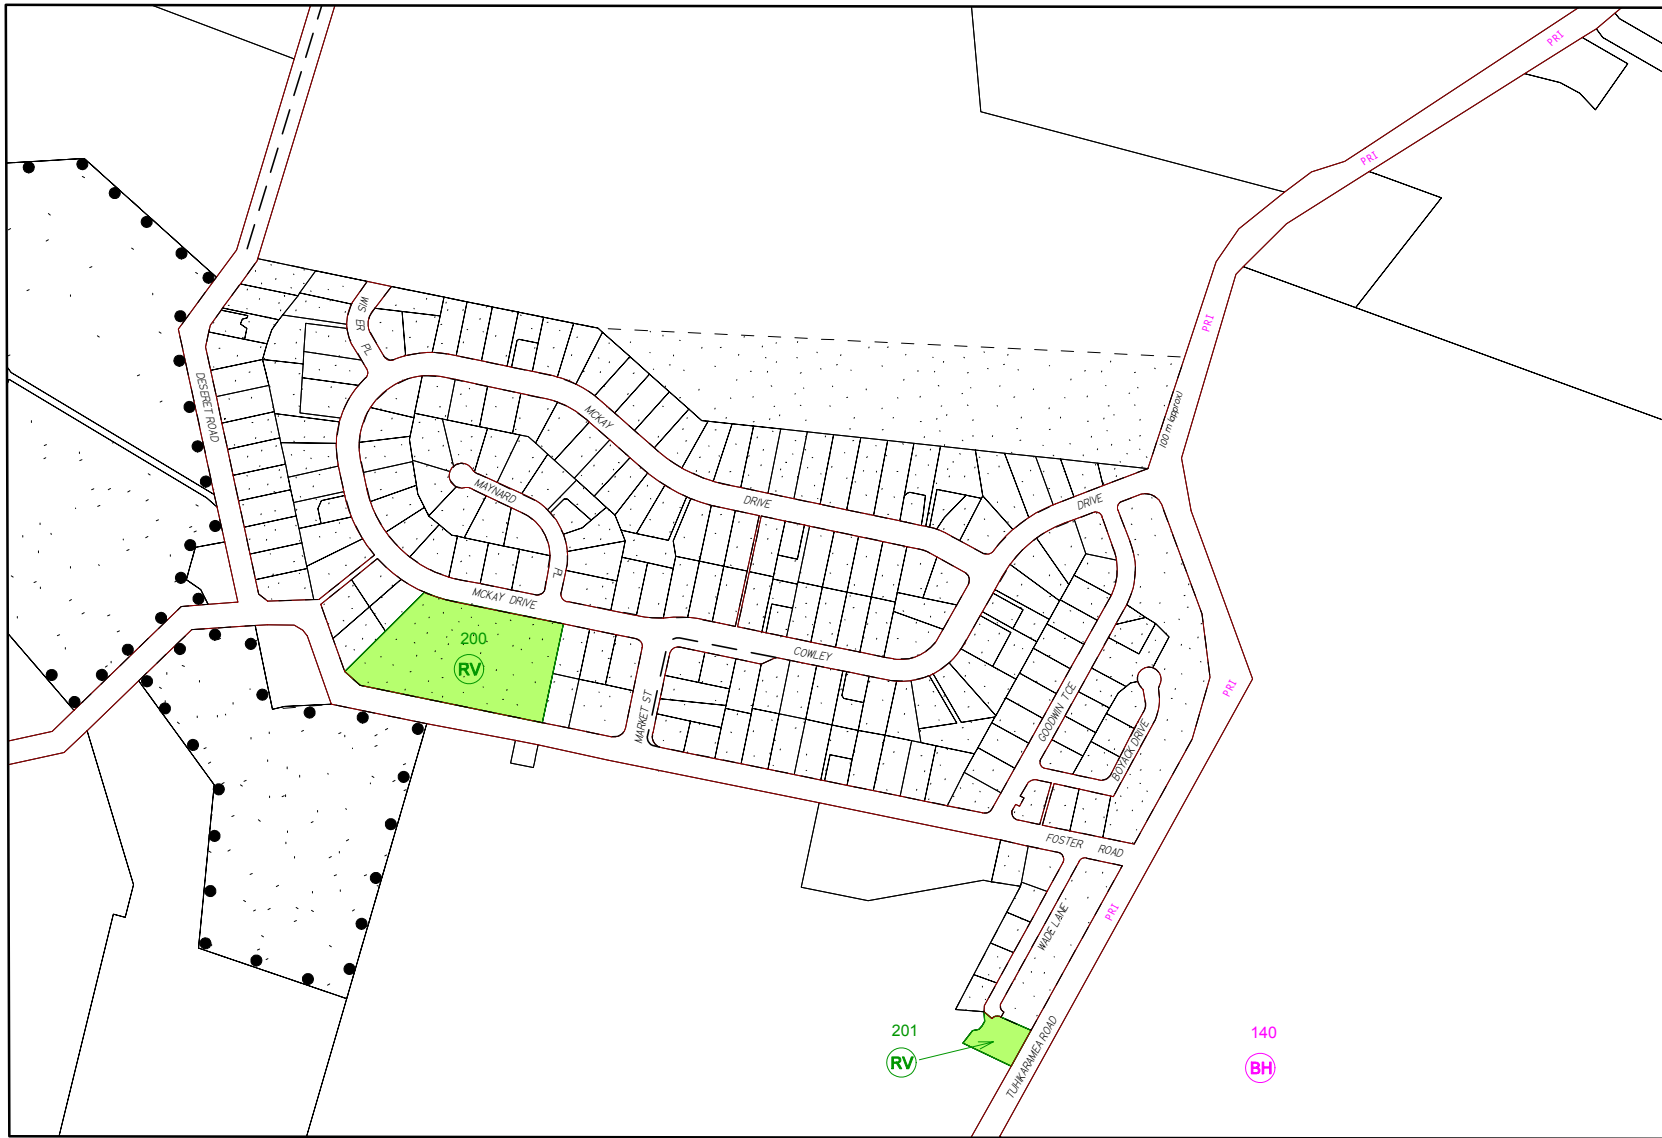 PRI
PRI
PRI
SIM ER PL
DESERET ROAD
MCKAY
100 m (approx)
MAYNARD
PL
DRIVE
DRIVE
MCKAY DRIVE
200
RV
COWLEY
MARKET ST
GOODWIN TCE
BOYACK DRIVE
PRI
FOSTER ROAD
WADE LANE
PRI
TUHIKARAMEA ROAD
201
RV
140
BH